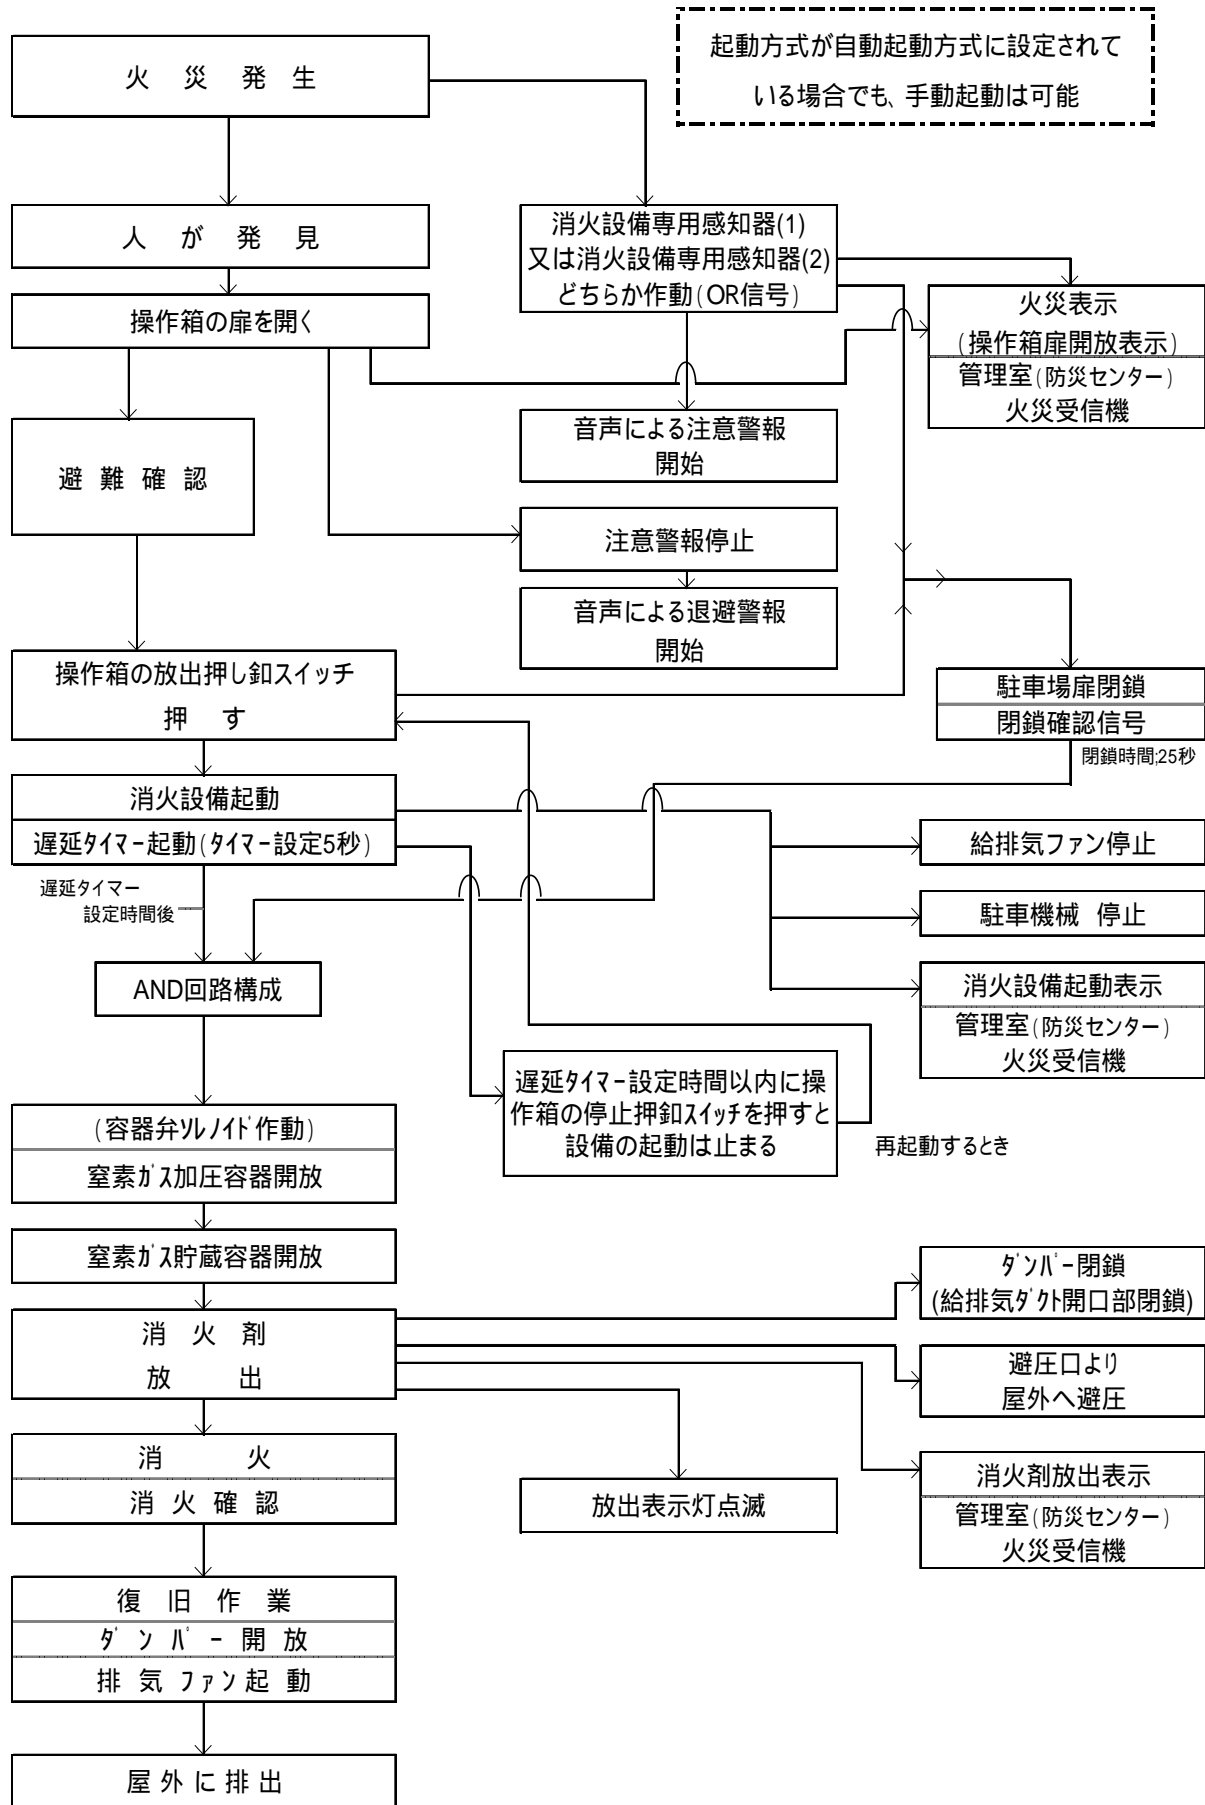 起動方式が自動起動方式に設定されて
いる場合でも、手動起動は可能
火災発生
人が発見
消火設備専用感知器(1)
又は消火設備専用感知器(2)
どちらか作動(OR信号)
操作箱の扉を開く
火災表示
(操作箱扉開放表示)
管理室(防災センター)
火災受信機
音声による注意警報
開始
避難確認
注意警報停止
音声による退避警報
開始
操作箱の放出押し釦スイッチ
押す
駐車場扉閉鎖
閉鎖確認信号
閉鎖時間;25秒
消火設備起動
遅延タイマー起動(タイマー設定5秒)
給排気ファン停止
遅延タイマー
設定時間後
駐車機械 停止
AND回路構成
消火設備起動表示
管理室(防災センター)
火災受信機
遅延タイマー設定時間以内に操
作箱の停止押釦スイッチを押すと
設備の起動は止まる
再起動するとき
(容器弁ソレノイド作動)
窒素ガス加圧容器開放
窒素ガス貯蔵容器開放
ダンパー閉鎖
(給排気ダクト開口部閉鎖)
消火剤
放出
避圧口より
屋外へ避圧
消火
消火確認
放出表示灯点滅
消火剤放出表示
管理室(防災センター)
火災受信機
復旧作業
ダンパー開放
排気ファン起動
屋外に排出